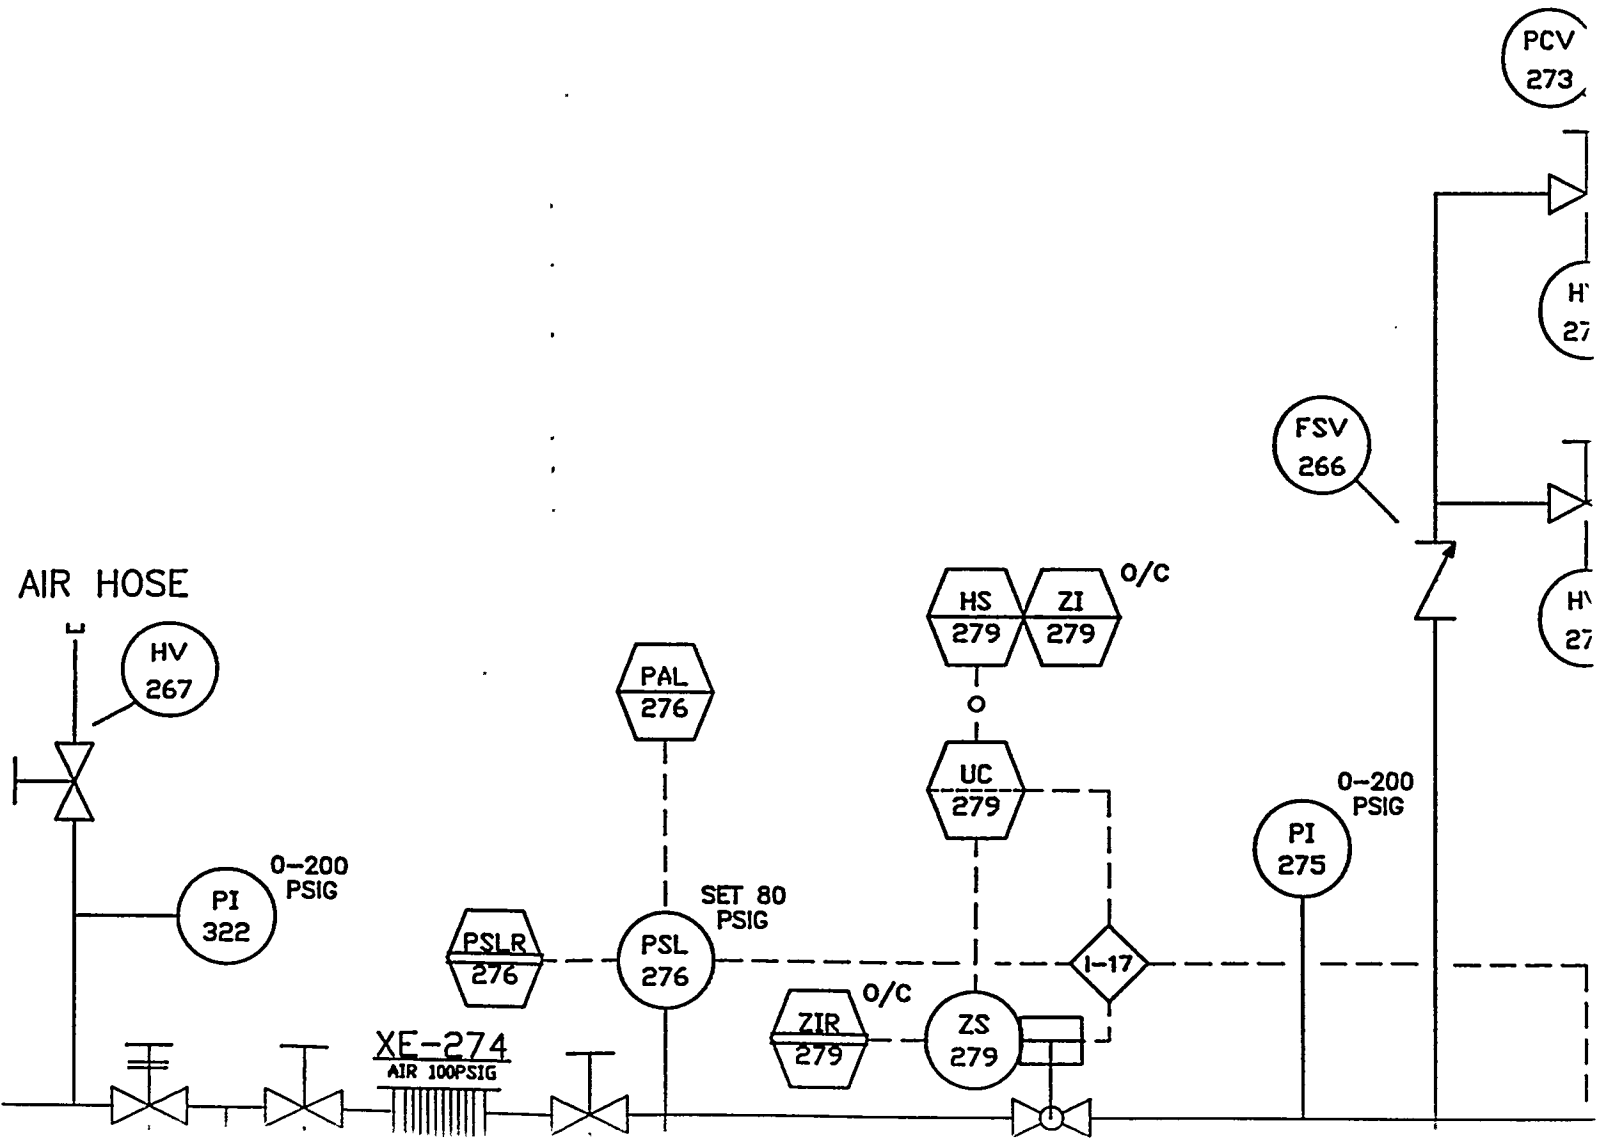 PCV
273
FSV
266
AIR HOSE
HV
267
HS
279
ZI
279
O/C
PAL
276
UC
279
0-200
PSIG
PI
275
0-200
PSIG
PI
322
SET 80
PSIG
PSLR
276
PSL
276
I-17
O/C
ZIR
279
ZS
279
XE-274
AIR 100PSIG